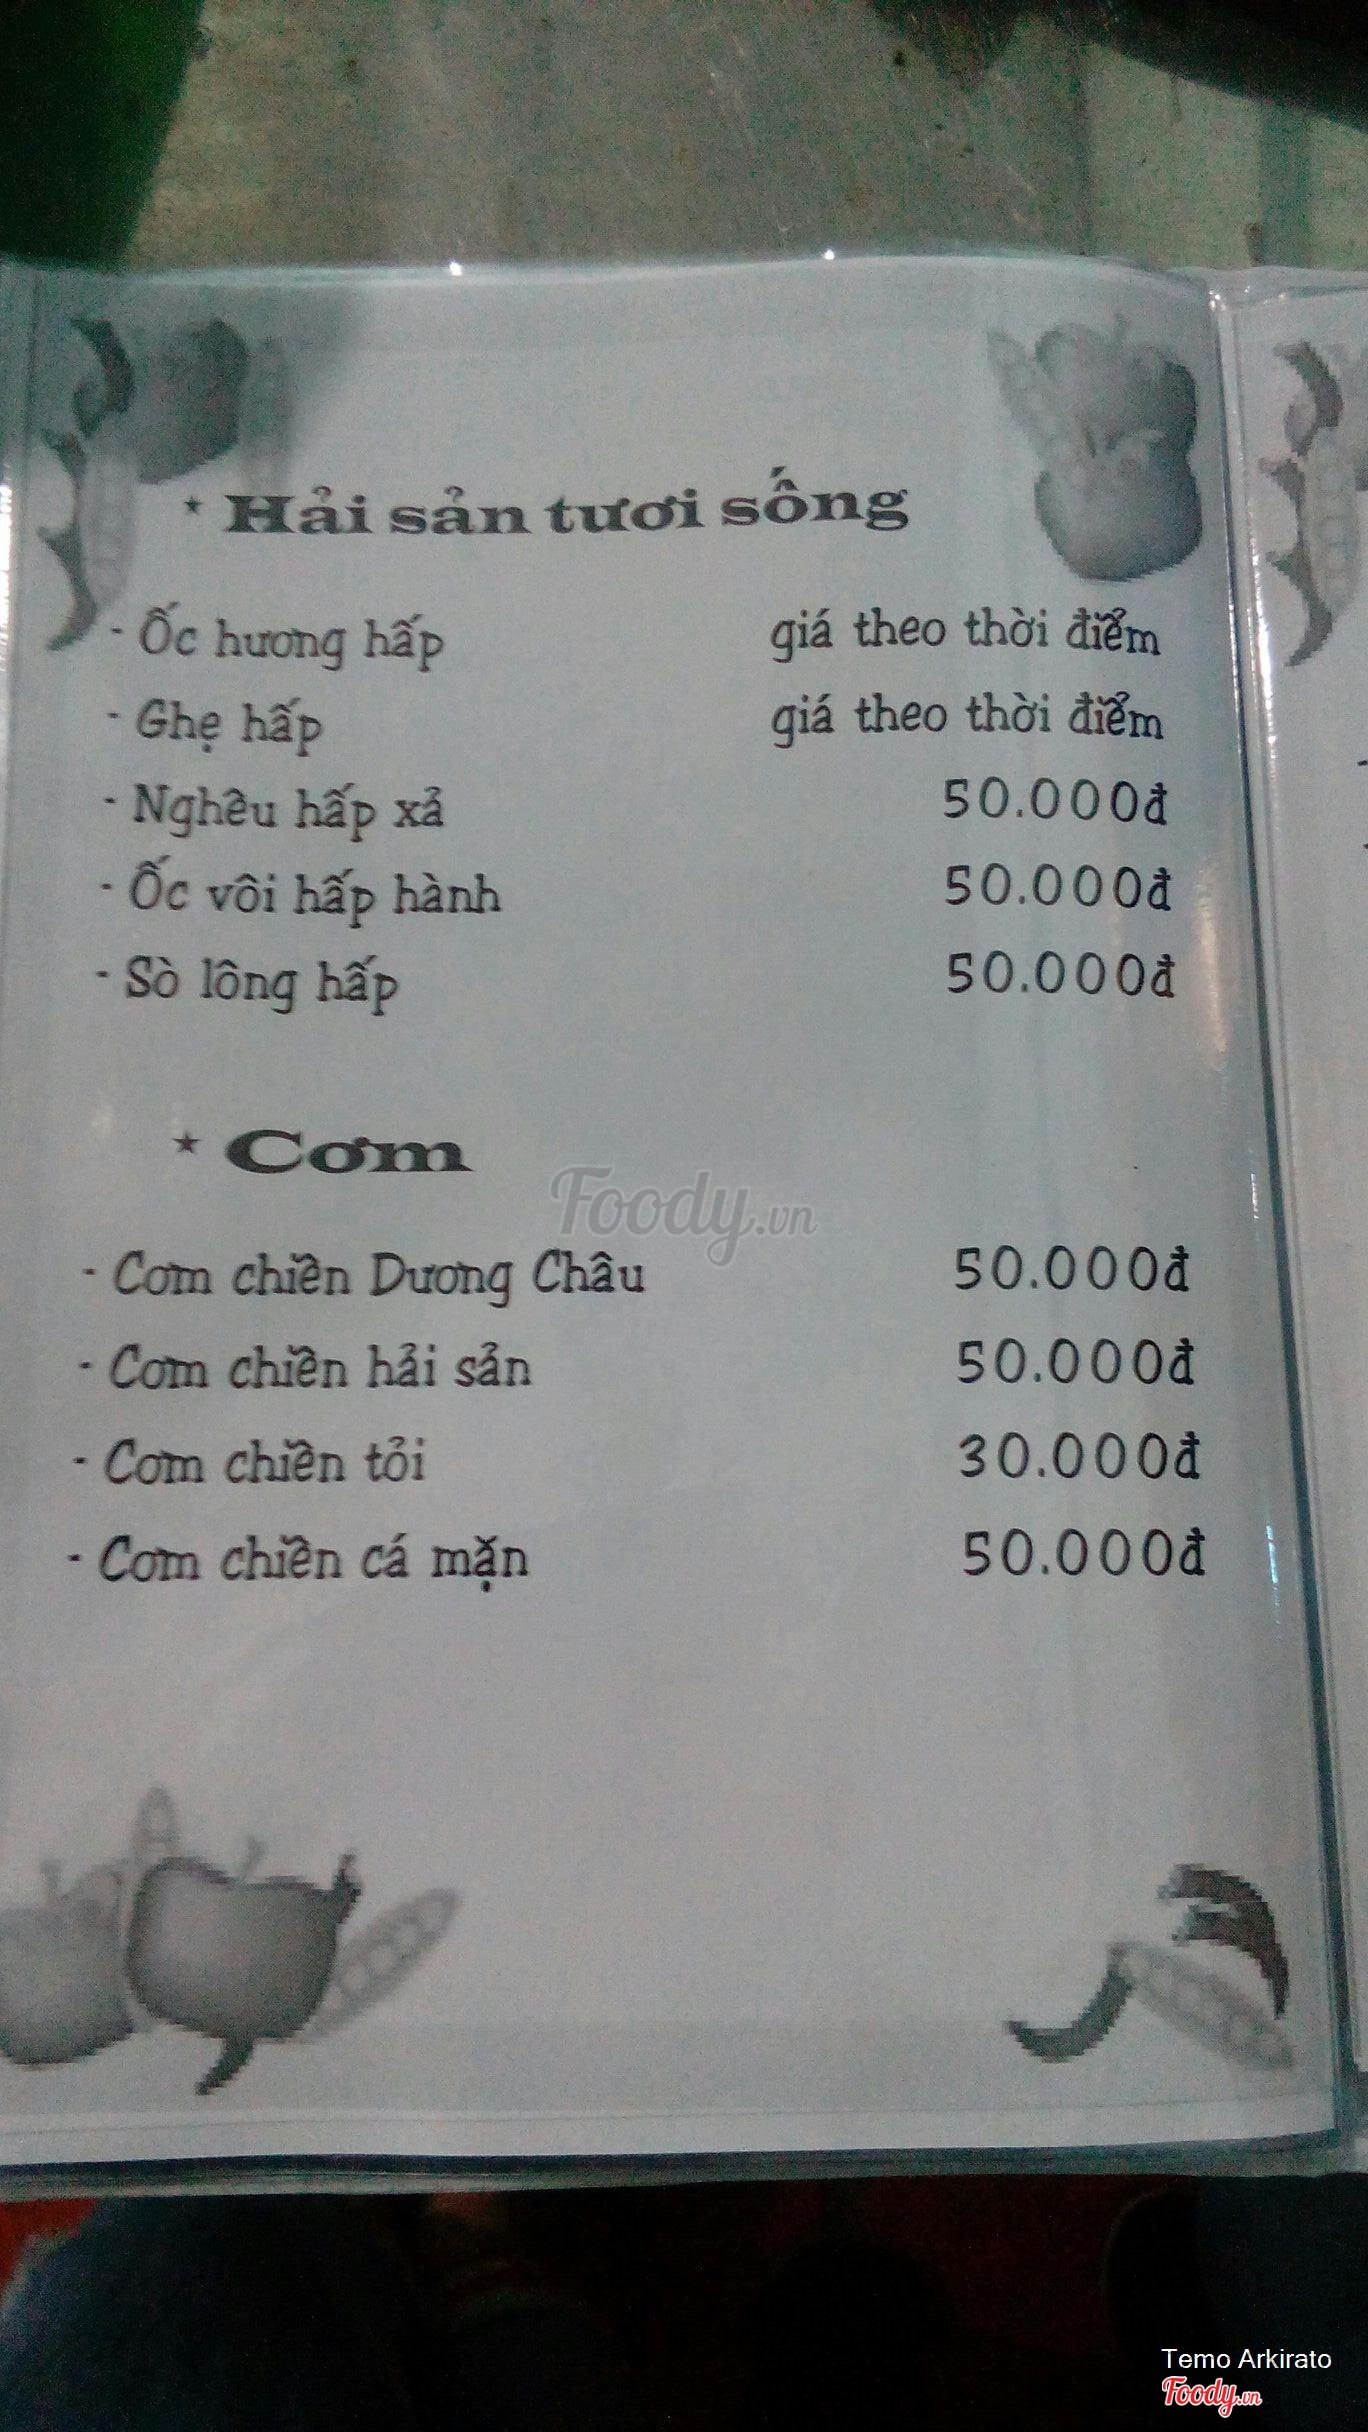 * Hải sản tươi sống
- Ốc hương hấp giá theo thời điểm
- Ghẹ hấp giá theo thời điểm
- Nghêu hấp xả 50.000đ
- Ốc vôi hấp hành 50.000đ
- Sò lông hấp 50.000đ
* Cơm
Foody.vn
- Cơm chiên Dương Châu 50.000đ
- Cơm chiên hải sản 50.000đ
- Cơm chiên tỏi 30.000đ
- Cơm chiên cá mặn 50.000đ
Temo Arkirato
Foody.vn